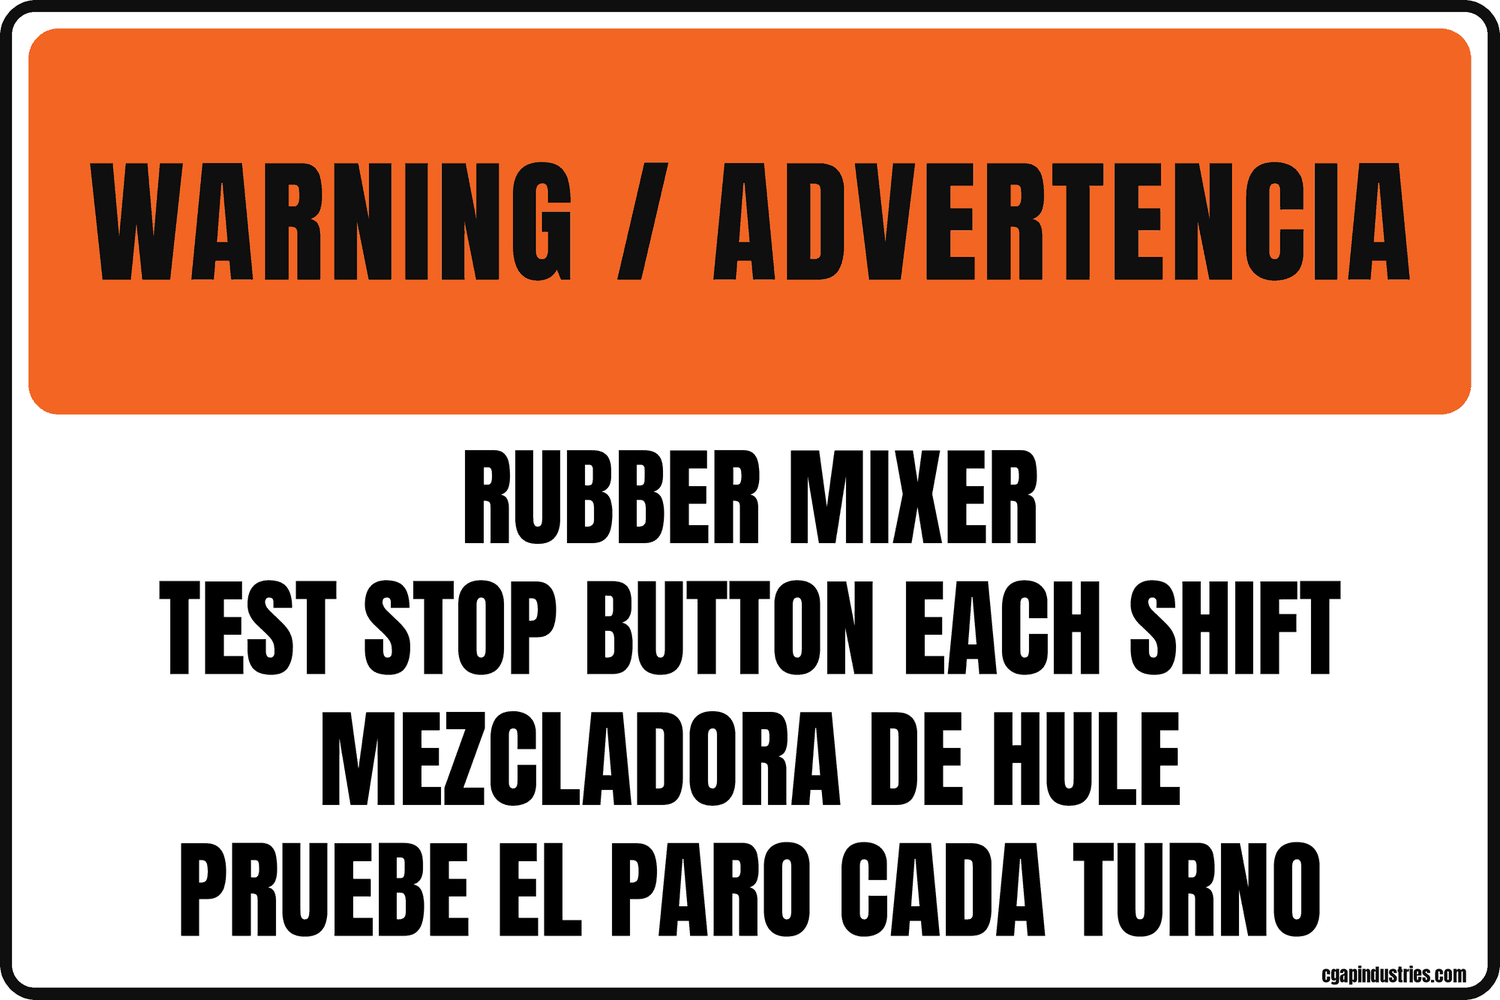 WARNING / ADVERTENCIA
RUBBER MIXER
TEST STOP BUTTON EACH SHIFT
MEZCLADORA DE HULE
PRUEBE EL PARO CADA TURNO
cgapindustries.com